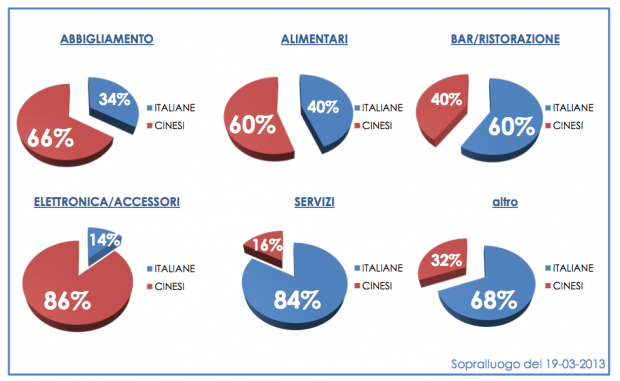 ABBIGLIAMENTO
34%
66%
ITALIANE
CINESI
ALIMENTARI
40%
60%
ITALIANE
CINESI
BAR/RISTORAZIONE
40%
60%
ITALIANE
CINESI
ELETTRONICA/ACCESSORI
14%
86%
ITALIANE
CINESI
SERVIZI
16%
84%
ITALIANE
CINESI
altro
32%
68%
ITALIANE
CINESI
Sopralluogo del 19-03-2013